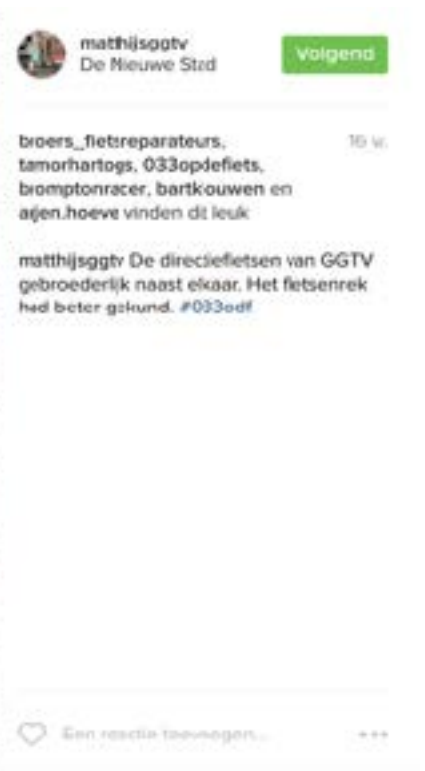 matthijsggtv
De Nieuwe Stad
Volgend
broers_fietsreparateurs,
16 w.
tamorhartogs, 033opdefiets,
bromptonracer, bartkouwen en
arjen.hoeve vinden dit leuk
matthijsggtv De directiefietsen van GGTV
gebroederlijk naast elkaar. Het fietsenrek
had beter gekund. #033odf
Een reactie toevoegen...